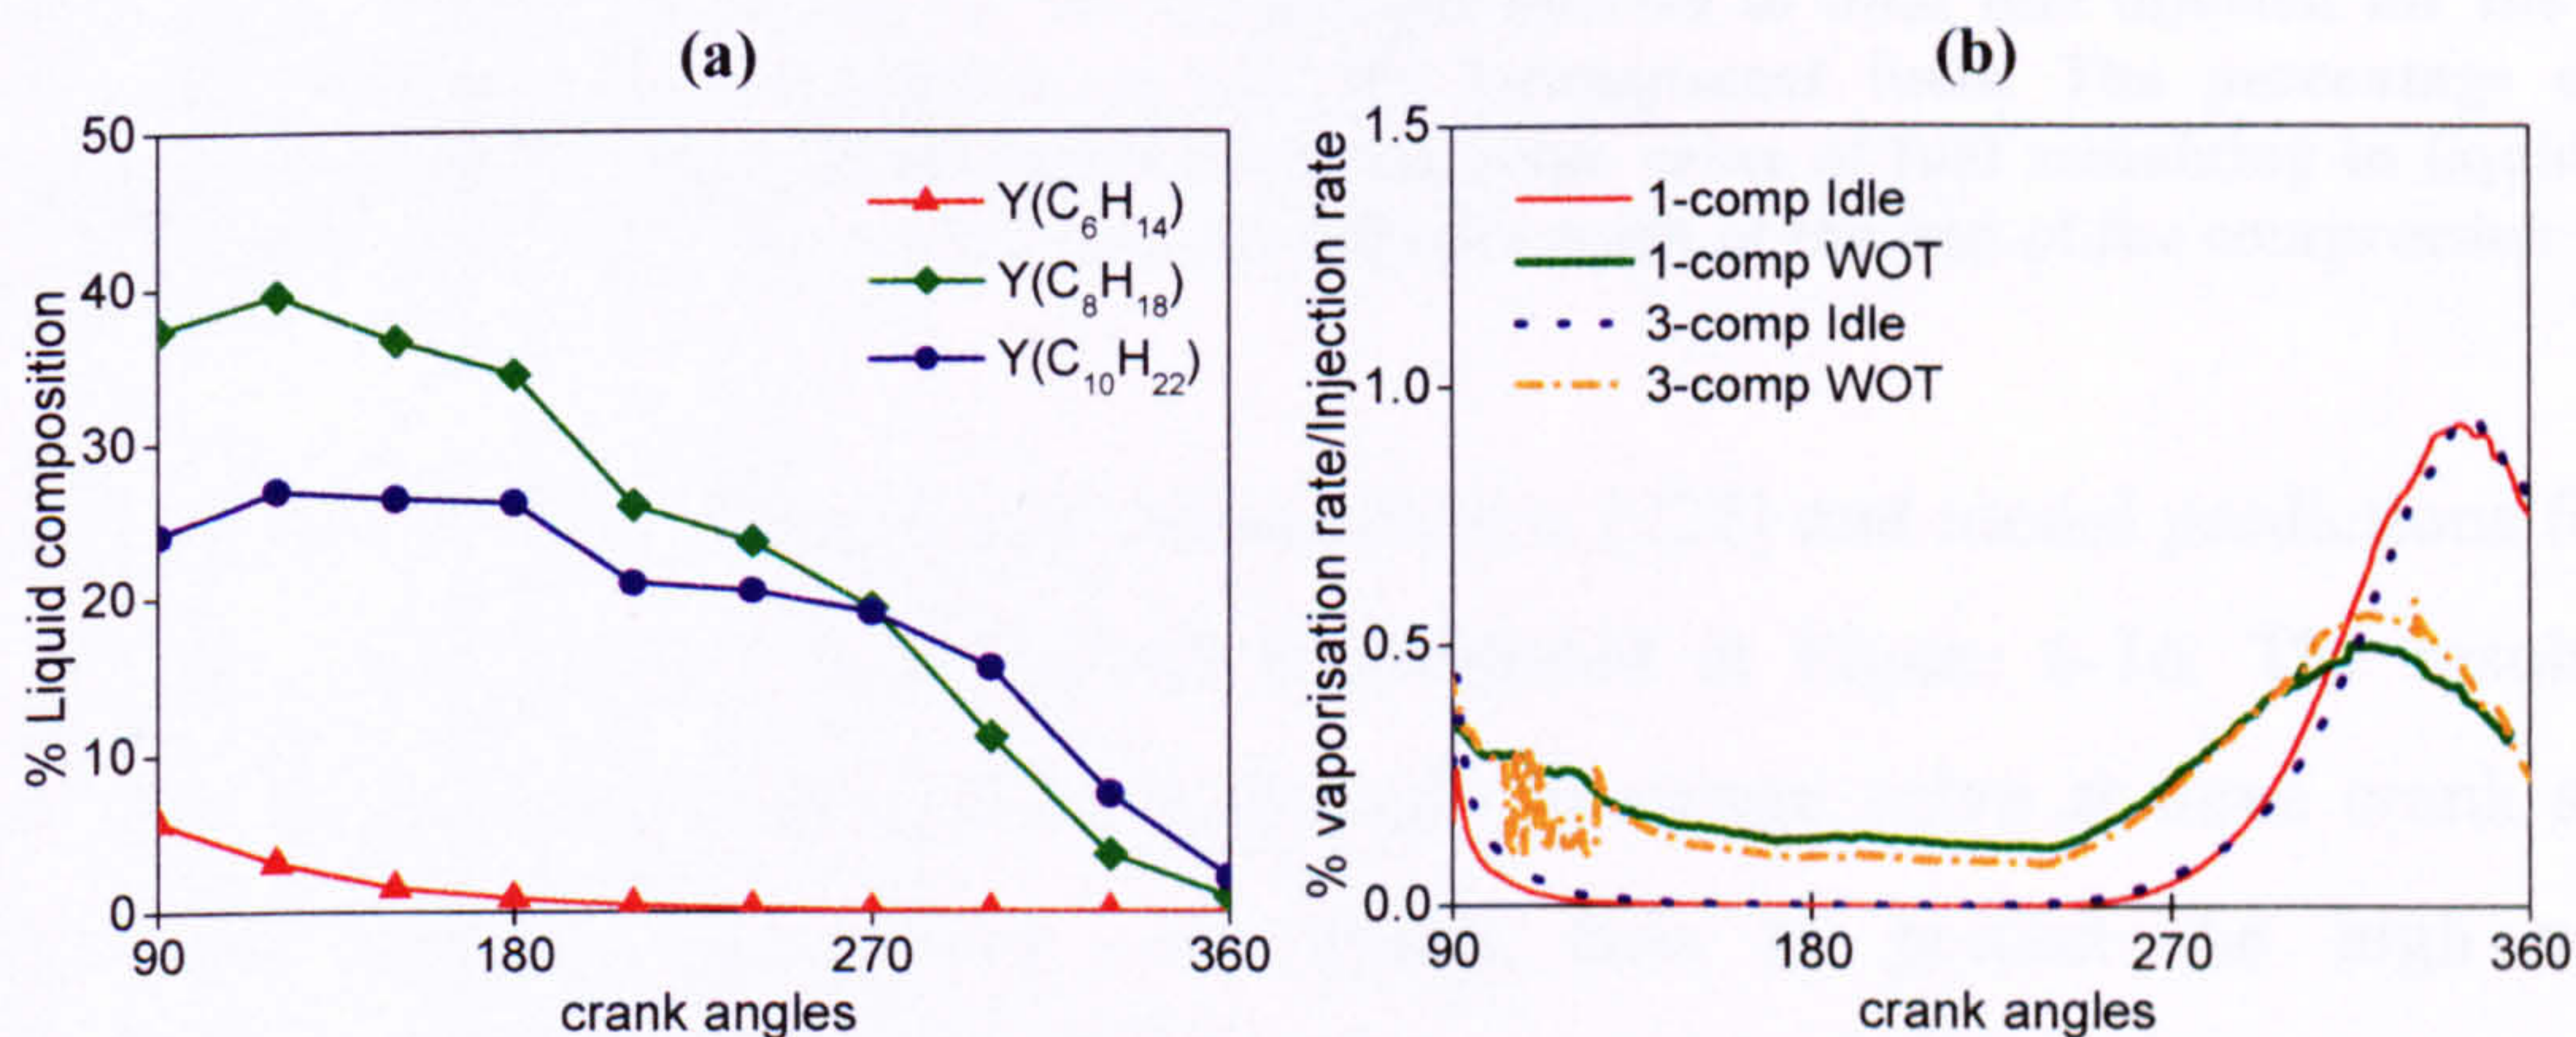 (a)
50
40
30
20
10
0
% Liquid composition
Y(C₆H₁₄)
Y(C₈H₁₈)
Y(C₁₀H₂₂)
90 180 270 360
crank angles
(b)
1.5
1.0
0.5
0.0
% vaporisation rate/Injection rate
1-comp Idle
1-comp WOT
3-comp Idle
3-comp WOT
90 180 270 360
crank angles